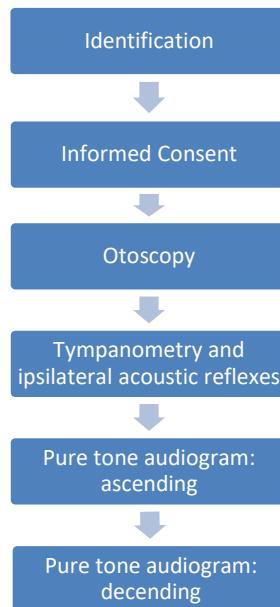 Identification
Informed Consent
Otoscopy
Tympanometry and
ipsilateral acoustic reflexes
Pure tone audiogram:
ascending
Pure tone audiogram:
decending